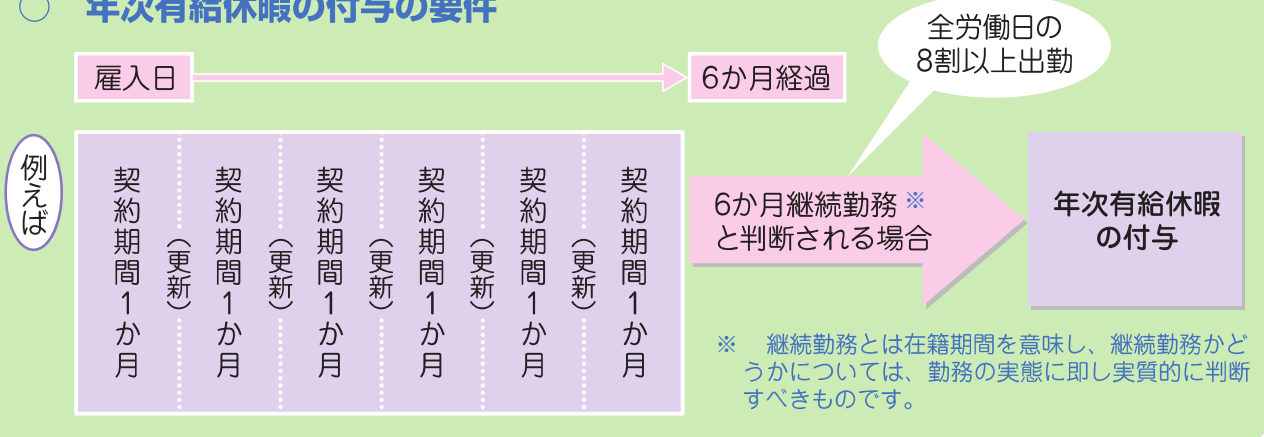 ○ 年次有給休暇の付与の要件
雇入日
6か月経過
全労働日の
8割以上出勤
例えば
契約期間1か月
（更新）
契約期間1か月
（更新）
契約期間1か月
（更新）
契約期間1か月
（更新）
契約期間1か月
（更新）
契約期間1か月
6か月継続勤務※
と判断される場合
年次有給休暇
の付与
※ 継続勤務とは在籍期間を意味し、継続勤務かど
うかについては、勤務の実態に即し実質的に判断
すべきものです。